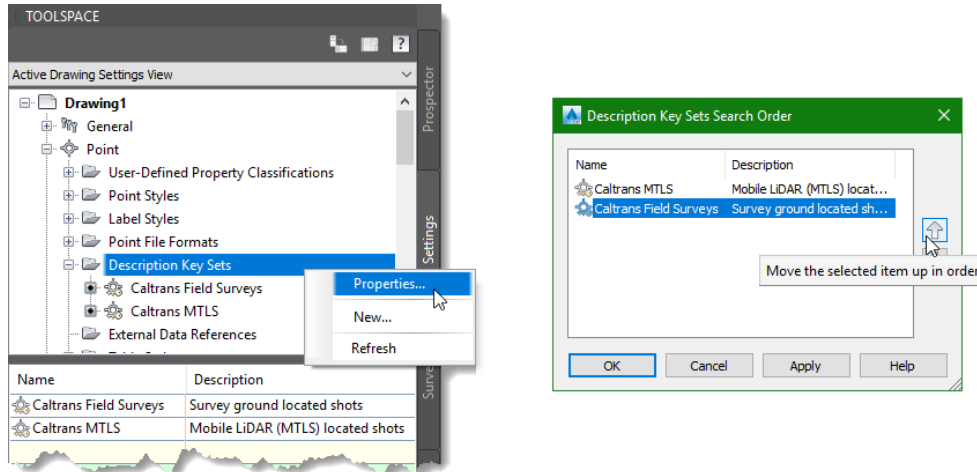 TOOLSPACE
?
Active Drawing Settings View
Drawing1
General
Point
User-Defined Property Classifications
Point Styles
Label Styles
Point File Formats
Description Key Sets
Caltrans Field Surveys
Caltrans MTLS
External Data References
Properties...
New...
Refresh
Prospector
Settings
Surve
Name Description
Caltrans Field Surveys Survey ground located shots
Caltrans MTLS Mobile LiDAR (MTLS) located shots
Description Key Sets Search Order
Name Description
Caltrans MTLS Mobile LiDAR (MTLS) locat...
Caltrans Field Surveys Survey ground located sh...
Move the selected item up in order
OK Cancel Apply Help